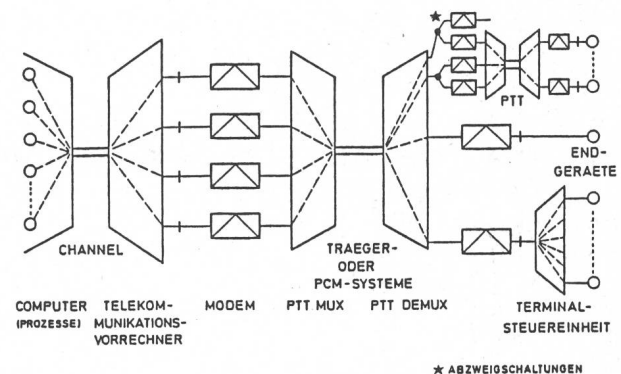 ★
PTT
END-
GERAETE
CHANNEL
TRAEGER-
ODER
PCM-SYSTEME
COMPUTER
(PROZESSE)
TELEKOM-
MUNIKATIONS-
VORRECHNER
MODEM
PTT MUX
PTT DEMUX
TERMINAL-
STEUEREINHEIT
★ ABZWEIGSCHALTUNGEN